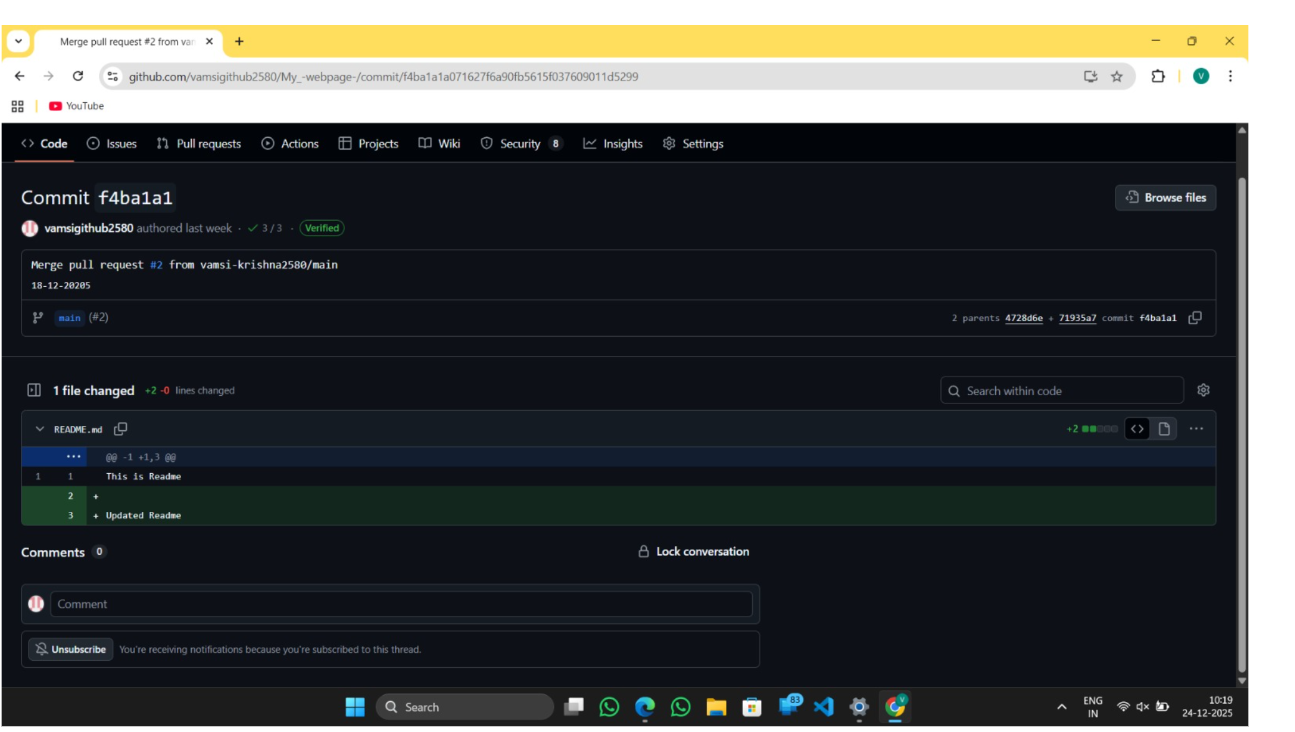 Merge pull request #2 from var
github.com/vamsigithub2580/My_-webpage-/commit/f4ba1a1a071627f6a90fb5615f037609011d5299
V
YouTube
Code Issues Pull requests Actions Projects Wiki Security 8 Insights Settings
Commit f4ba1a1
Browse files
vamsigithub2580 authored last week · 3 / 3 · Verified
Merge pull request #2 from vamsi-krishna2580/main
18-12-20205
main (#2)
2 parents 4728d6e + 71935a7 commit f4ba1a1
1 file changed +2 -0 lines changed
Search within code
README.md
+2
@@ -1 +1,3 @@
1 1 This is Readme
2 +
3 + Updated Readme
Comments 0
Lock conversation
Comment
Unsubscribe You're receiving notifications because you're subscribed to this thread.
Search
83
V
ENG
IN
10:19
24-12-2025